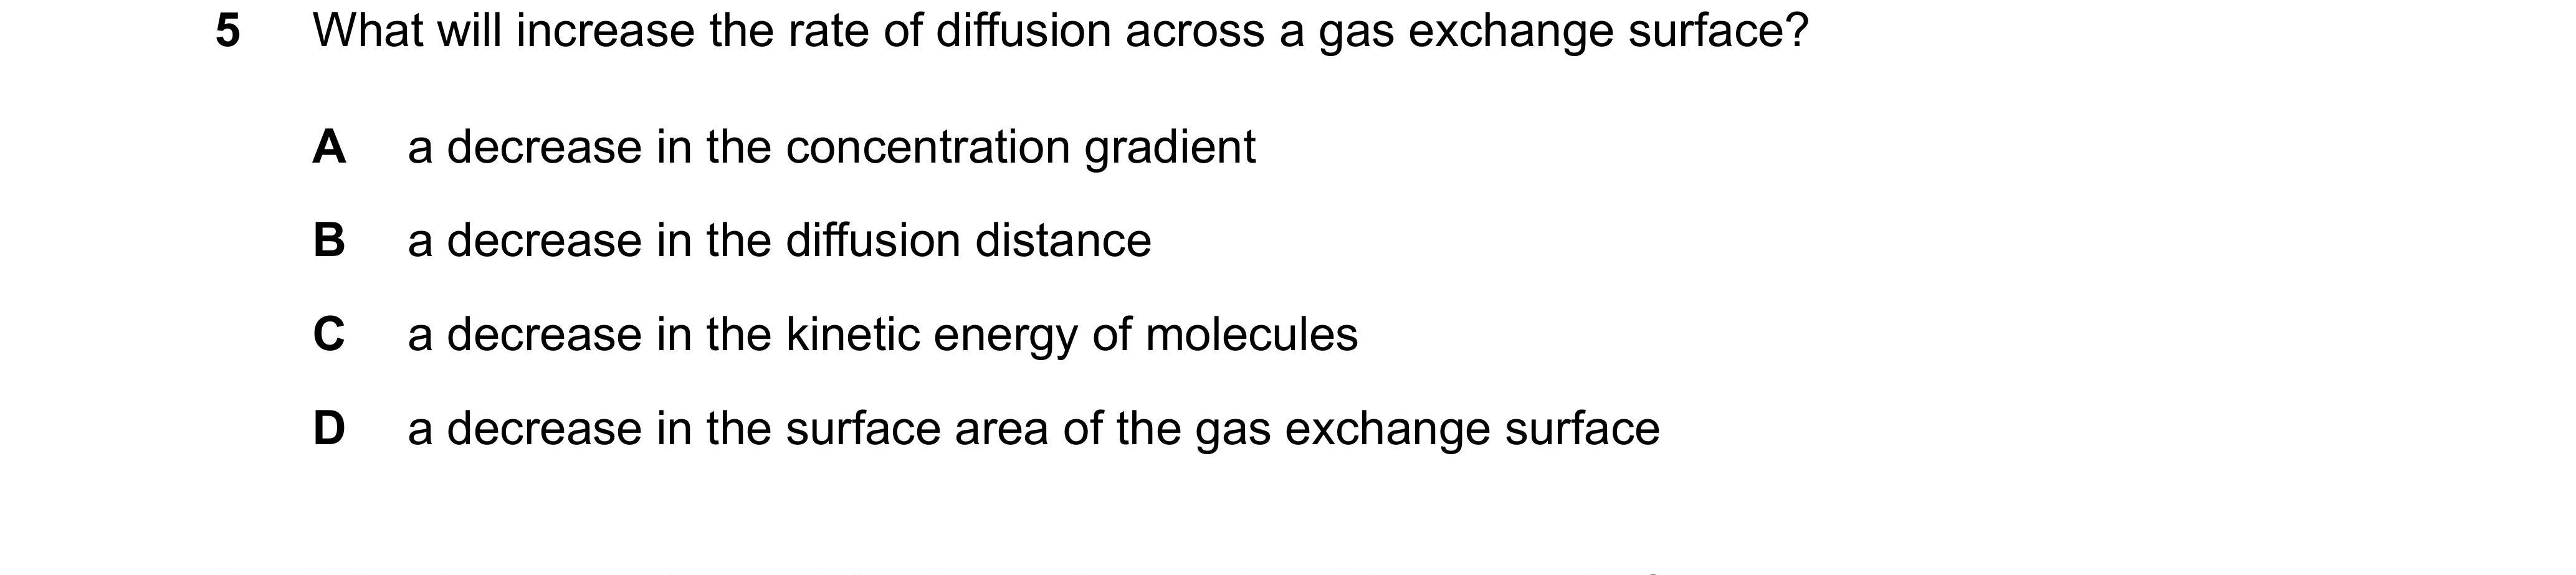 5 What will increase the rate of diffusion across a gas exchange surface?
A a decrease in the concentration gradient
B a decrease in the diffusion distance
C a decrease in the kinetic energy of molecules
D a decrease in the surface area of the gas exchange surface